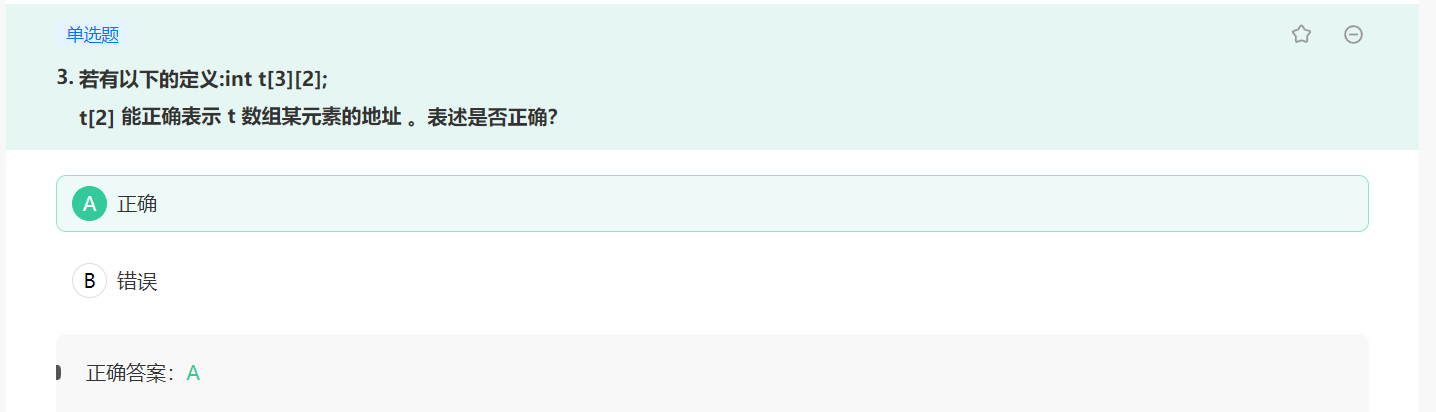 单选题
3. 若有以下的定义:int t[3][2];
t[2] 能正确表示 t 数组某元素的地址 。表述是否正确？
A 正确
B 错误
正确答案：A